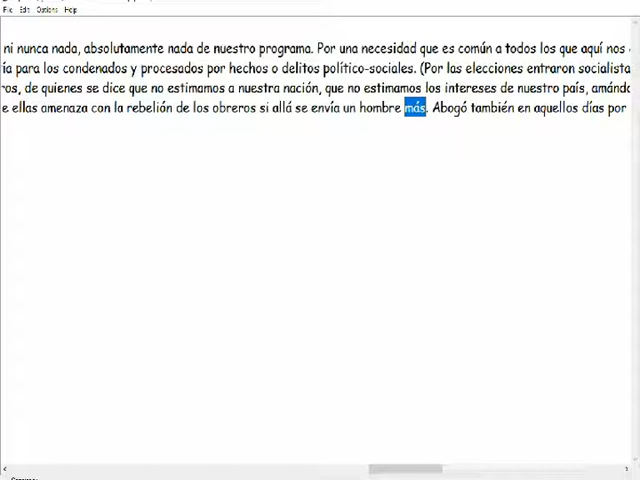 File Edit Options Help
ni nunca nada, absolutamente nada de nuestro programa. Por una necesidad que es común a todos los que aquí nos
ía para los condenados y procesados por hechos o delitos político-sociales. (Por las elecciones entraron socialista
os, de quienes se dice que no estimamos a nuestra nación, que no estimamos los intereses de nuestro país, amándo
e ellas amenaza con la rebelión de los obreros si allá se envía un hombre más. Abogó también en aquellos días por